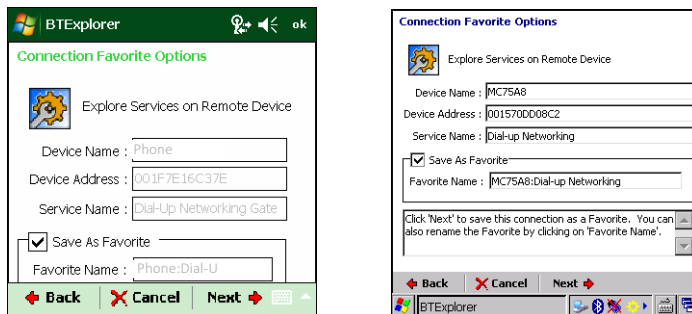 BTExplorer ok
Connection Favorite Options
Explore Services on Remote Device
Device Name : Phone
Device Address : 001F7E16C37E
Service Name : Dial-Up Networking Gate
Save As Favorite
Favorite Name : Phone:Dial-U
Back Cancel Next
Connection Favorite Options
Explore Services on Remote Device
Device Name : MC75A8
Device Address : 001570DD08C2
Service Name : Dial-up Networking
Save As Favorite
Favorite Name : MC75A8:Dial-up Networking
Click 'Next' to save this connection as a Favorite. You can
also rename the Favorite by clicking on 'Favorite Name'.
Back Cancel Next
BTExplorer